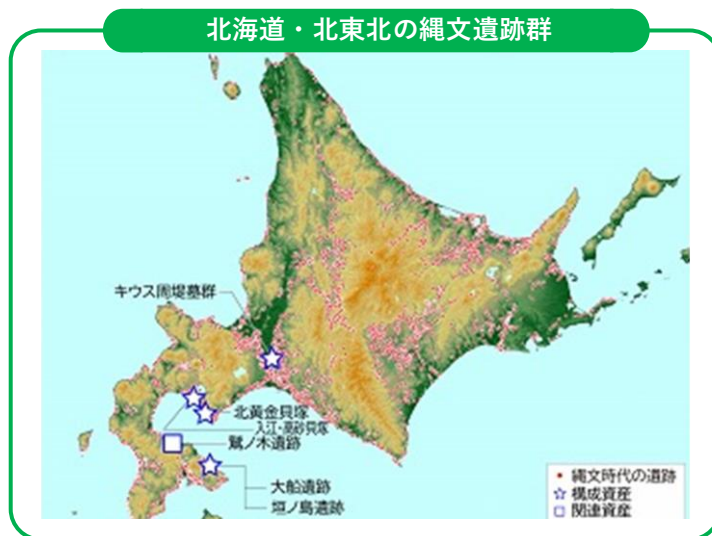 北海道・北東北の縄文遺跡群
キウス周堤墓群
北黄金貝塚
入江・高砂貝塚
鷲ノ木遺跡
大船遺跡
垣ノ島遺跡
• 縄文時代の遺跡
☆ 構成資産
□ 関連資産